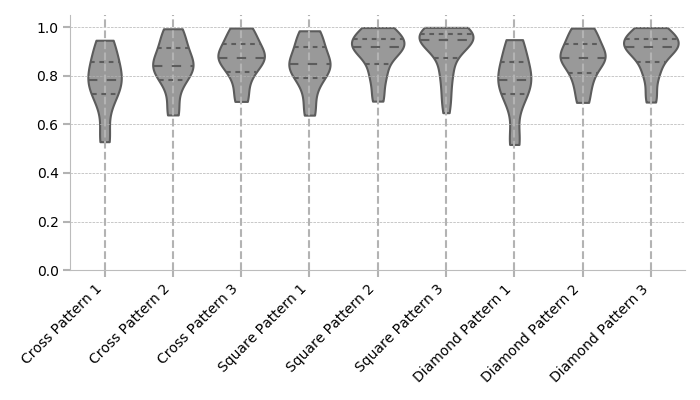 1.0
0.8
0.6
0.4
0.2
0.0
Cross Pattern 1
Cross Pattern 2
Cross Pattern 3
Square Pattern 1
Square Pattern 2
Square Pattern 3
Diamond Pattern 1
Diamond Pattern 2
Diamond Pattern 3